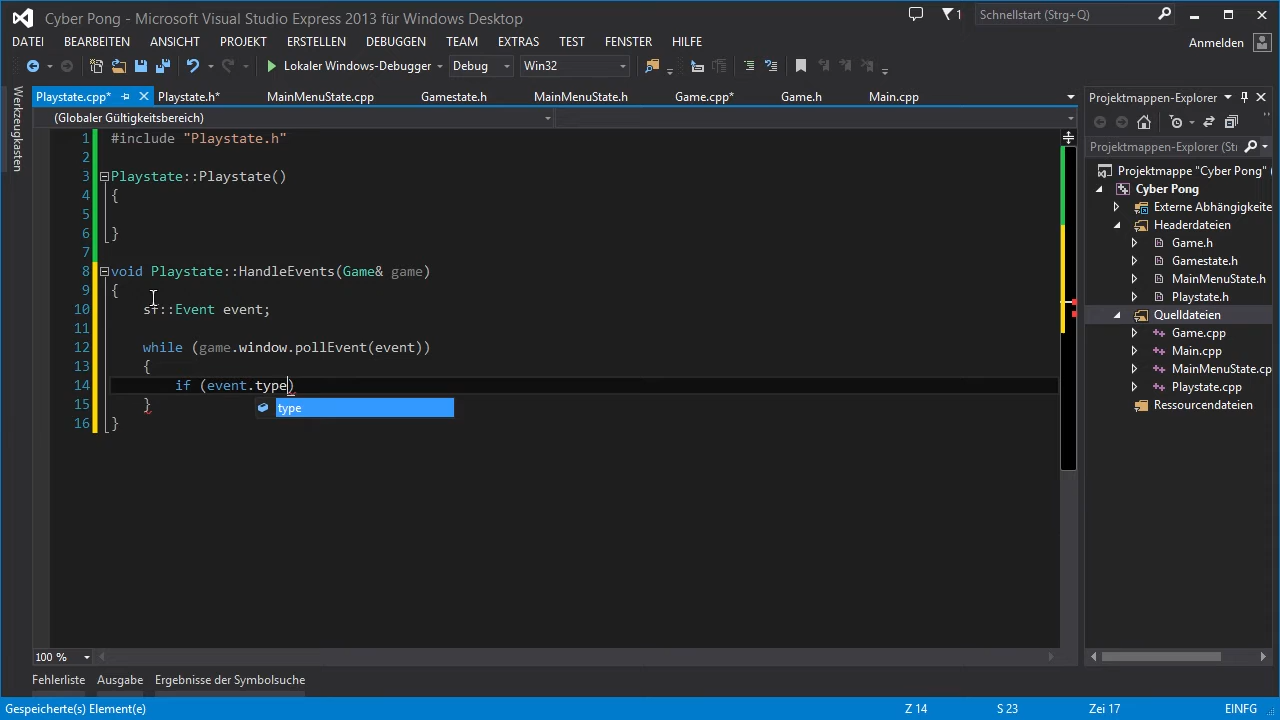 Cyber Pong - Microsoft Visual Studio Express 2013 für Windows Desktop
1
Schnellstart (Strg+Q)
DATEI BEARBEITEN ANSICHT PROJEKT ERSTELLEN DEBUGGEN TEAM EXTRAS TEST FENSTER HILFE
Anmelden
Lokaler Windows-Debugger Debug Win32
Werkzeugkasten
Playstate.cpp* Playstate.h* MainMenuState.cpp Gamestate.h MainMenuState.h Game.cpp* Game.h Main.cpp
(Globaler Gültigkeitsbereich)
1 #include "Playstate.h"
2
3 Playstate::Playstate()
4 {
5
6 }
7
8 void Playstate::HandleEvents(Game& game)
9 {
10 sf::Event event;
11
12 while (game.window.pollEvent(event))
13 {
14 if (event.type)
15 }
16 }
type
100 %
Projektmappen-Explorer
Projektmappen-Explorer (Str
Projektmappe "Cyber Pong" (
Cyber Pong
Externe Abhängigkeite
Headerdateien
Game.h
Gamestate.h
MainMenuState.h
Playstate.h
Quelldateien
Game.cpp
Main.cpp
MainMenuState.cp
Playstate.cpp
Ressourcendateien
Fehlerliste Ausgabe Ergebnisse der Symbolsuche
Gespeicherte(s) Element(e) Z 14 S 23 Zei 17 EINFG